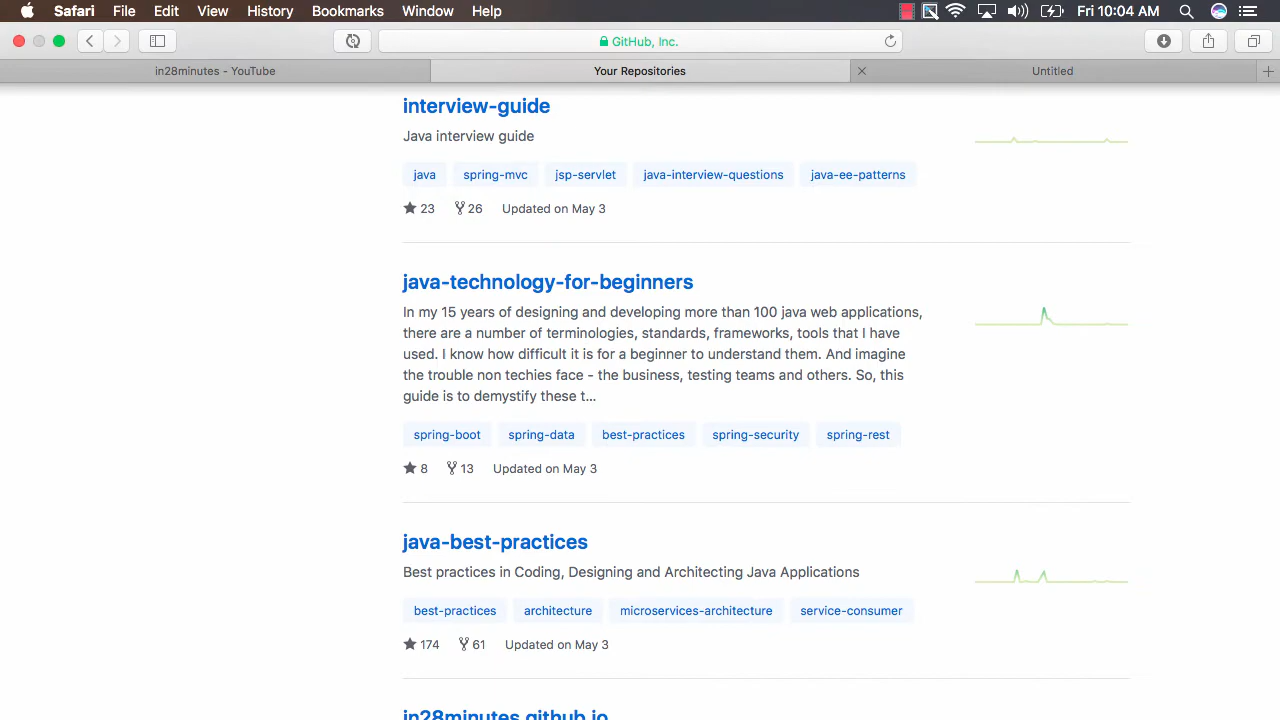 Safari File Edit View History Bookmarks Window Help Fri 10:04 AM
GitHub, Inc.
in28minutes - YouTube Your Repositories Untitled
interview-guide
Java interview guide
java spring-mvc jsp-servlet java-interview-questions java-ee-patterns
23 26 Updated on May 3
java-technology-for-beginners
In my 15 years of designing and developing more than 100 java web applications,
there are a number of terminologies, standards, frameworks, tools that I have
used. I know how difficult it is for a beginner to understand them. And imagine
the trouble non techies face - the business, testing teams and others. So, this
guide is to demystify these t...
spring-boot spring-data best-practices spring-security spring-rest
8 13 Updated on May 3
java-best-practices
Best practices in Coding, Designing and Architecting Java Applications
best-practices architecture microservices-architecture service-consumer
174 61 Updated on May 3
in28minutes.github.io